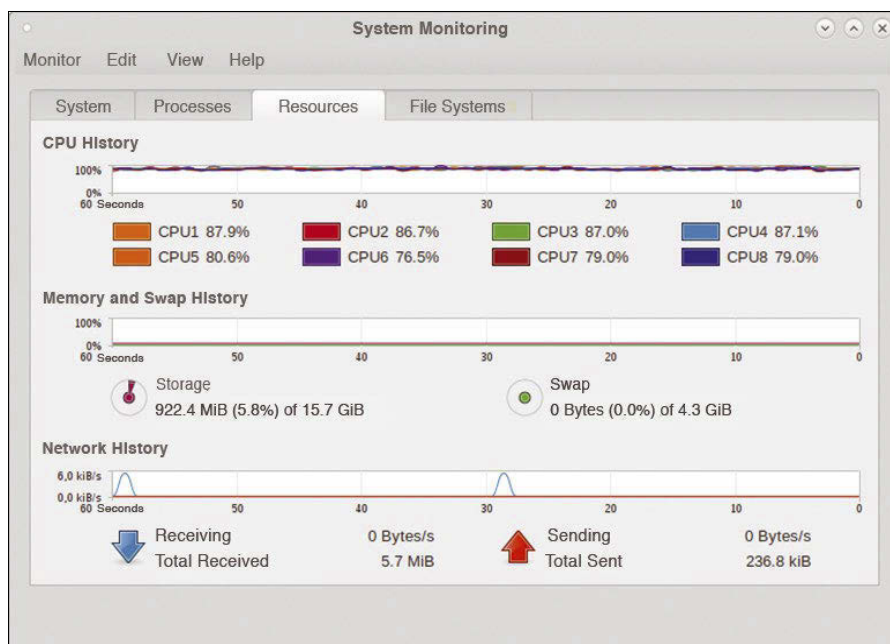 System Monitoring
Monitor Edit View Help
System Processes Resources File Systems
CPU History
100%
0%
60 Seconds 50 40 30 20 10 0
CPU1 87.9% CPU2 86.7% CPU3 87.0% CPU4 87.1%
CPU5 80.6% CPU6 76.5% CPU7 79.0% CPU8 79.0%
Memory and Swap History
100%
0%
60 Seconds 50 40 30 20 10 0
Storage Swap
922.4 MiB (5.8%) of 15.7 GiB 0 Bytes (0.0%) of 4.3 GiB
Network History
6,0 kiB/s
0,0 kiB/s
60 Seconds 50 40 30 20 10 0
Receiving 0 Bytes/s Sending 0 Bytes/s
Total Received 5.7 MiB Total Sent 236.8 kiB